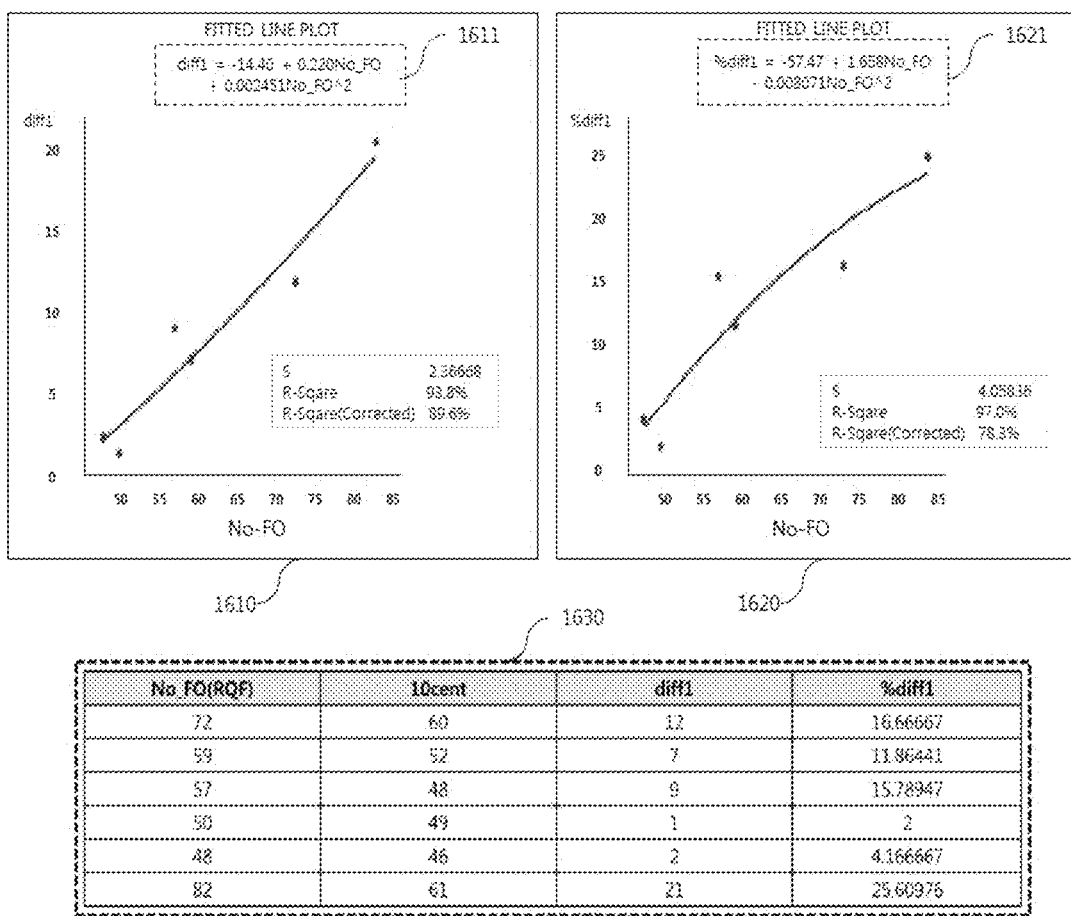 FITTED LINE PLOT
1611
diff1 = -14.40 + 0.220No_FO
+ 0.002451No_FO^2
diff1
20
15
10
5
0
S 2.36668
R-Sqare 93.8%
R-Sqare(Corrected) 89.6%
50 55 60 65 70 75 80 85
No-FO
1610
FITTED LINE PLOT
1621
%diff1 = -57.47 + 1.658No_FO
- 0.008071No_FO^2
%diff1
25
20
15
10
5
0
S 4.05836
R-Sqare 97.0%
R-Sqare(Corrected) 78.3%
50 55 60 65 70 75 80 85
No-FO
1620
1630
No_FO(RQF) 10cent diff1 %diff1
72 60 12 16.66667
59 52 7 11.86441
57 48 9 15.78947
50 49 1 2
48 46 2 4.166667
82 61 21 25.60976